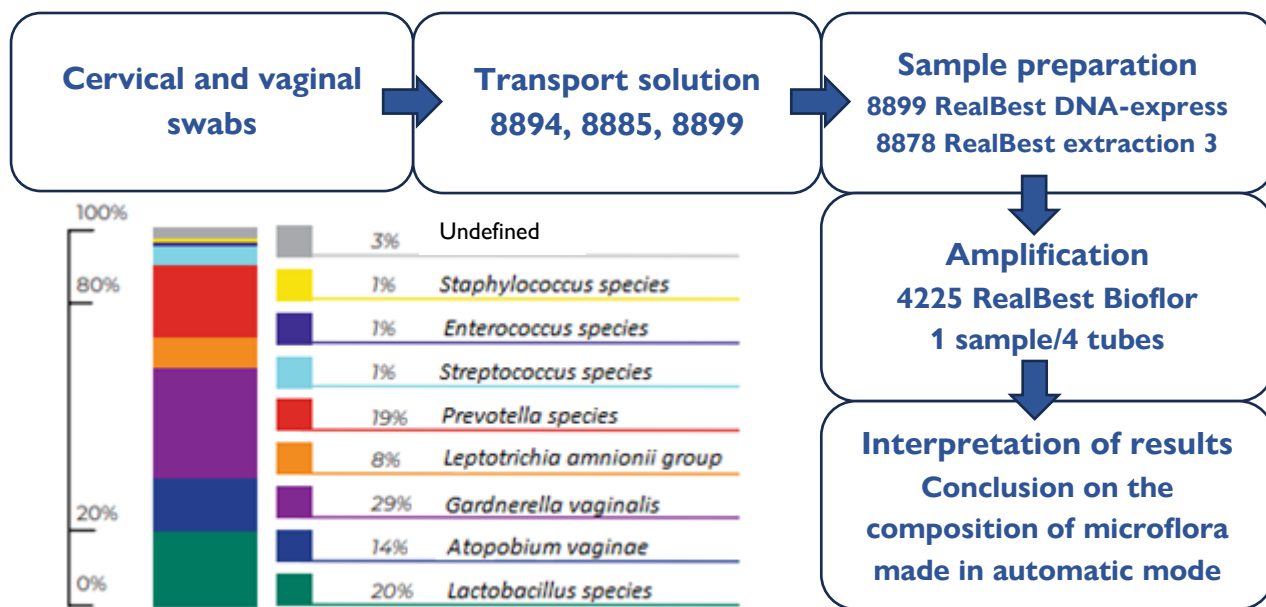 Cervical and vaginal
swabs
Transport solution
8894, 8885, 8899
Sample preparation
8899 RealBest DNA-express
8878 RealBest extraction 3
Amplification
4225 RealBest Bioflor
1 sample/4 tubes
Interpretation of results
Conclusion on the
composition of microflora
made in automatic mode
100%
80%
20%
0%
3% Undefined
1% Staphylococcus species
1% Enterococcus species
1% Streptococcus species
19% Prevotella species
8% Leptotrichia amnionii group
29% Gardnerella vaginalis
14% Atopobium vaginae
20% Lactobacillus species